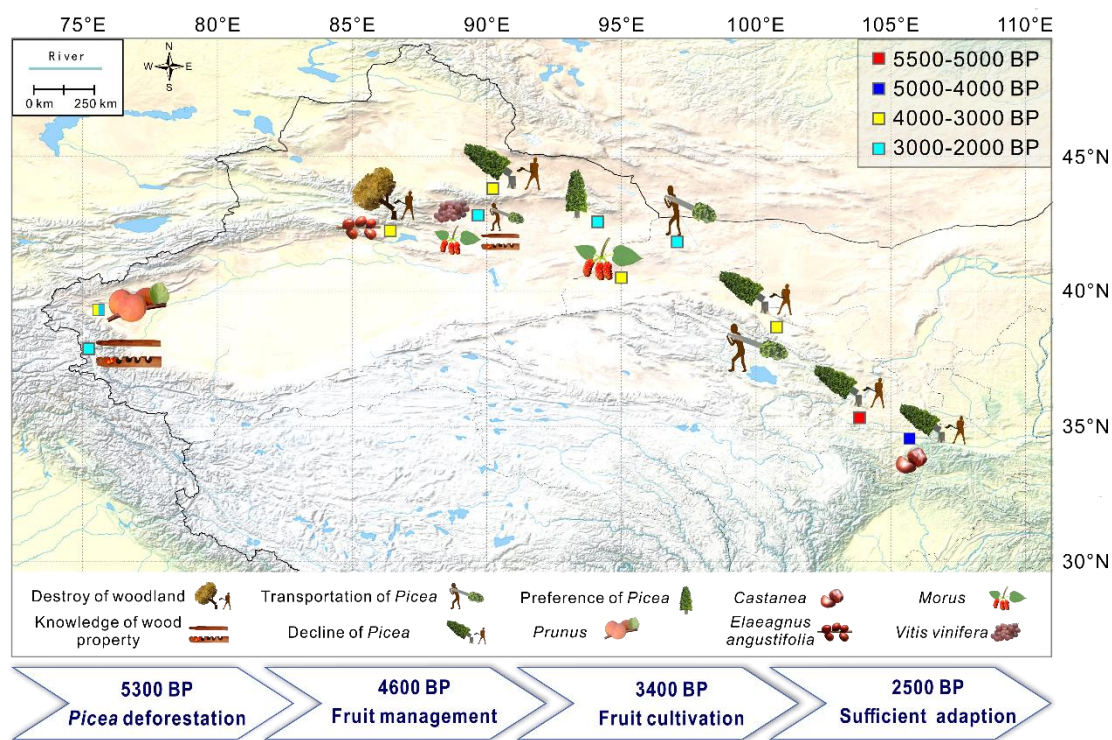 75°E 80°E 85°E 90°E 95°E 100°E 105°E 110°E
River
N
W E
S
0 km 250 km
5500-5000 BP
5000-4000 BP
4000-3000 BP
3000-2000 BP
45°N
40°N
35°N
30°N
Destroy of woodland
Transportation of Picea
Preference of Picea
Castanea
Morus
Knowledge of wood
property
Decline of Picea
Prunus
Elaeagnus
angustifolia
Vitis vinifera
5300 BP
Picea deforestation
4600 BP
Fruit management
3400 BP
Fruit cultivation
2500 BP
Sufficient adaption